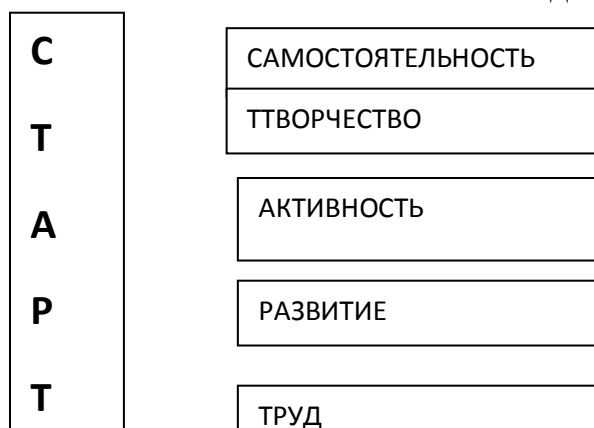 С САМОСТОЯТЕЛЬНОСТЬ
Т ТТВОРЧЕСТВО
А АКТИВНОСТЬ
Р РАЗВИТИЕ
Т ТРУД